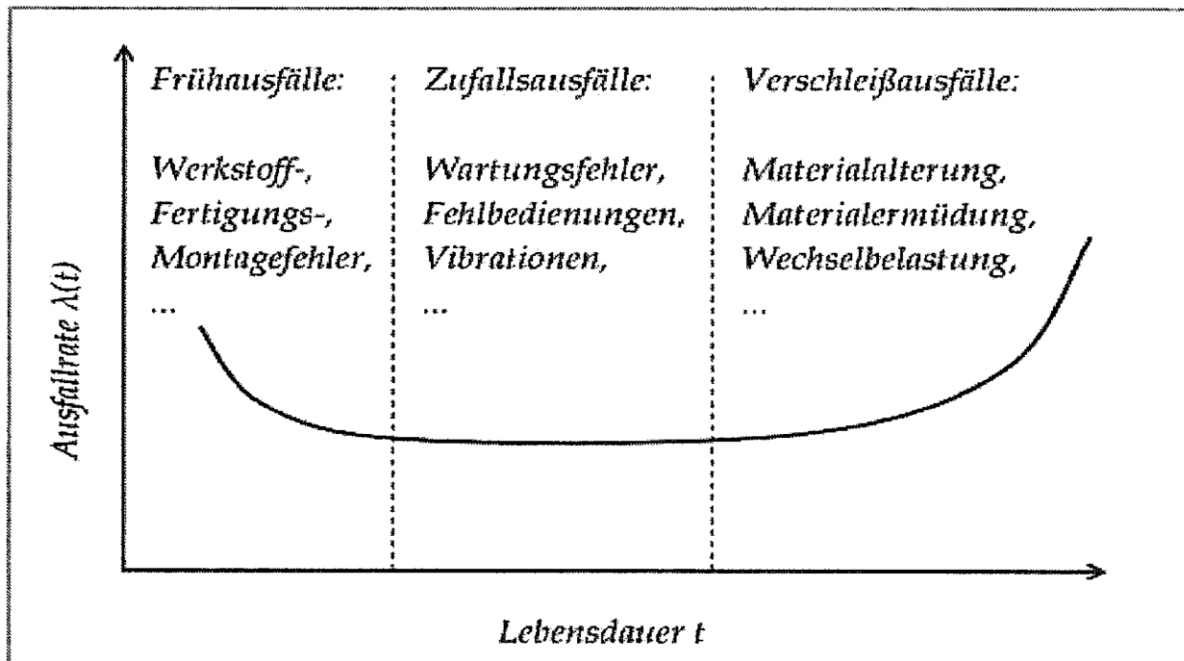 Ausfallrate λ(t)
Frühausfälle:
Werkstoff-,
Fertigungs-,
Montagefehler,
...
Zufallsausfälle:
Wartungsfehler,
Fehlbedienungen,
Vibrationen,
...
Verschleißausfälle:
Materialalterung,
Materialermüdung,
Wechselbelastung,
...
Lebensdauer t